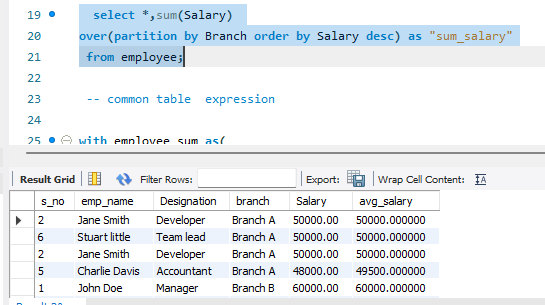 19 select *,sum(Salary)
20 over(partition by Branch order by Salary desc) as "sum_salary"
21 from employee;
22
23 -- common table expression
24
25 with employee_sum as(
Result Grid Filter Rows: Export: Wrap Cell Content:
s_no emp_name Designation branch Salary avg_salary
2 Jane Smith Developer Branch A 50000.00 50000.000000
6 Stuart little Team lead Branch A 50000.00 50000.000000
2 Jane Smith Developer Branch A 50000.00 50000.000000
5 Charlie Davis Accountant Branch A 48000.00 49500.000000
1 John Doe Manager Branch B 60000.00 60000.000000